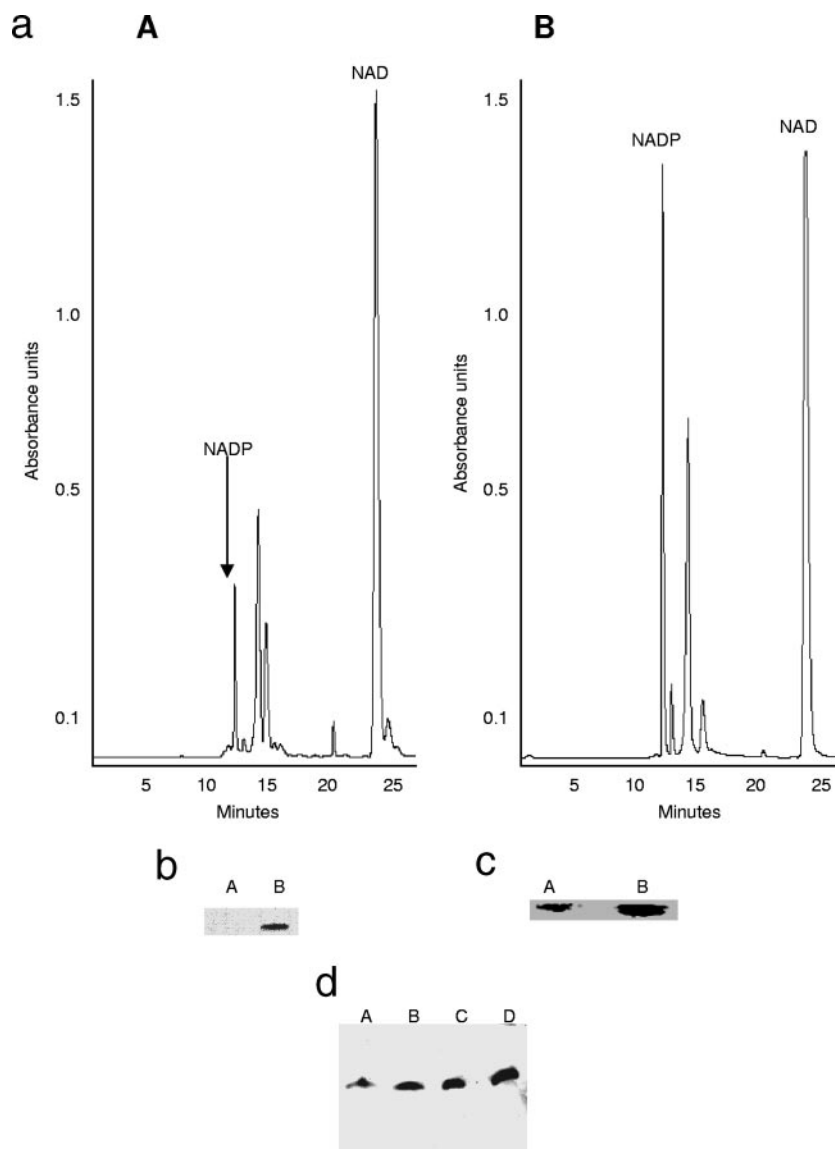 a
A
B
NAD
1.5
1.0
0.5
0.1
Absorbance units
NADP
5 10 15 20 25
Minutes
NADP
NAD
1.5
1.0
0.5
0.1
Absorbance units
5 10 15 20 25
Minutes
b
A B
c
A B
d
A B C D